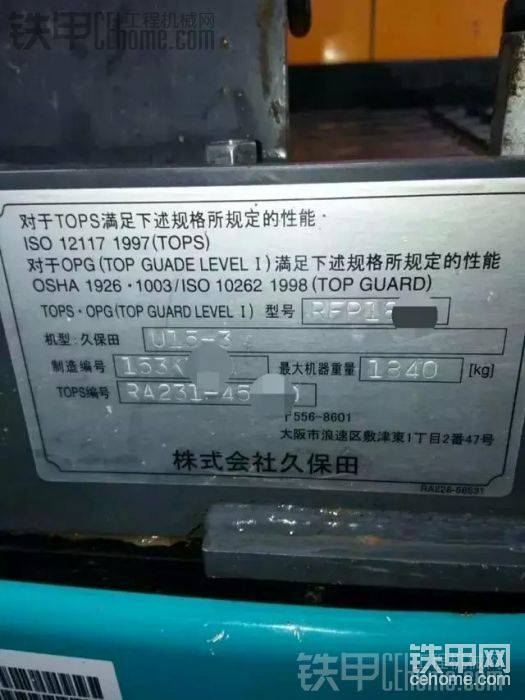 铁甲工程机械网
cehome.com
对于TOPS满足下述规格所规定的性能·
ISO 12117 1997(TOPS)
对于OPG(TOP GUADE LEVEL I)满足下述规格所规定的性能
OSHA 1926·1003/ISO 10262 1998 (TOP GUARD)
TOPS·OPG(TOP GUARD LEVEL I) 型号
机型:久保田 U15-3
制造编号 153 最大机器重量 1840 [kg]
TOPS编号 RA231-45
〒556-8601
大阪市浪速区敷津東1丁目2番47号
株式会社久保田
铁甲网
cehome.com